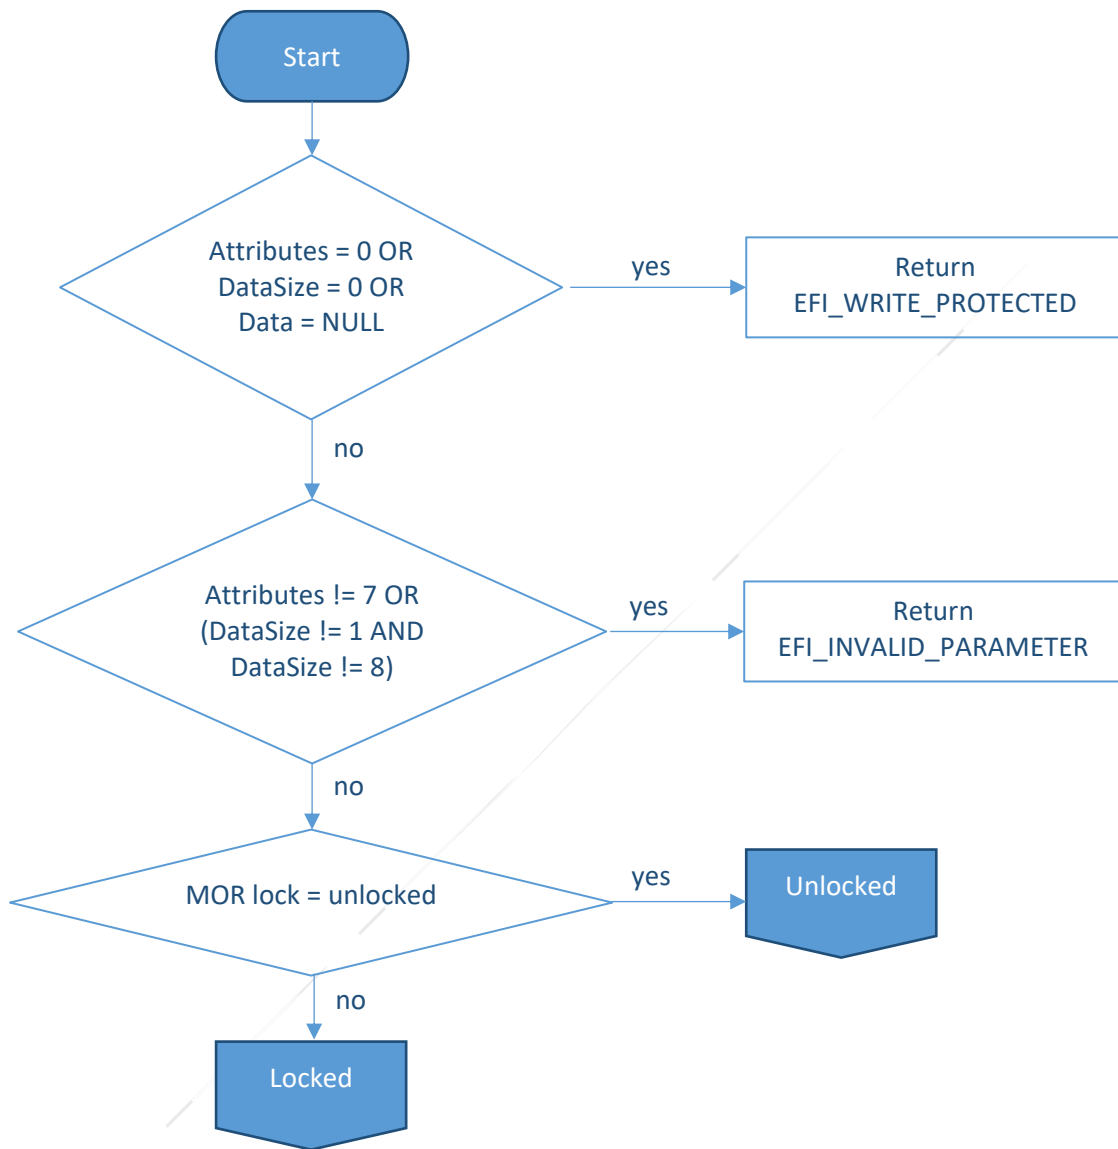 Start
Attributes = 0 OR
DataSize = 0 OR
Data = NULL
yes
Return
EFI_WRITE_PROTECTED
no
Attributes != 7 OR
(DataSize != 1 AND
DataSize != 8)
yes
Return
EFI_INVALID_PARAMETER
no
MOR lock = unlocked
yes
Unlocked
no
Locked